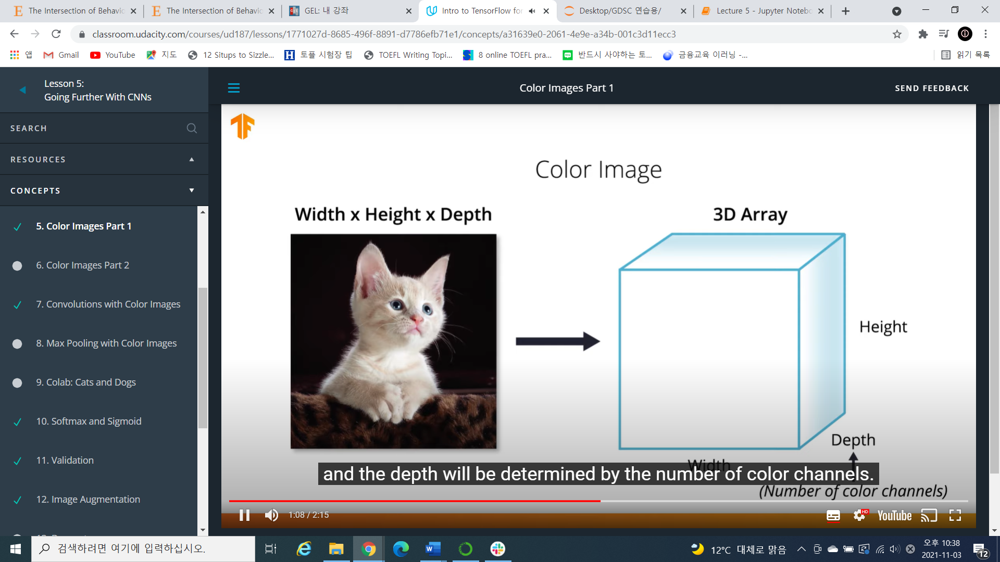 The Intersection of Behavio
The Intersection of Behavio
GEL: 내 강좌
Intro to TensorFlow for
Desktop/GDSC 연습용/
Lecture 5 - Jupyter Notebo
classroom.udacity.com/courses/ud187/lessons/1771027d-8685-496f-8891-d7786efb71e1/concepts/a31639e0-2061-4e9e-a34b-001c3d11ecc3
앱
Gmail
YouTube
지도
12 Situps to Sizzle...
토플 시험장 팁
TOEFL Writing Topi...
8 online TOEFL pra...
반드시 사야하는 토...
금융교육 이러닝 -...
읽기 목록
Lesson 5:
Going Further With CNNs
SEARCH
RESOURCES
CONCEPTS
5. Color Images Part 1
6. Color Images Part 2
7. Convolutions with Color Images
8. Max Pooling with Color Images
9. Colab: Cats and Dogs
10. Softmax and Sigmoid
11. Validation
12. Image Augmentation
Color Images Part 1
SEND FEEDBACK
Color Image
Width x Height x Depth
3D Array
Height
Depth
Width
and the depth will be determined by the number of color channels.
(Number of color channels)
1:08 / 2:15
HD
YouTube
검색하려면 여기에 입력하십시오.
12°C 대체로 맑음
오후 10:38
2021-11-03
12